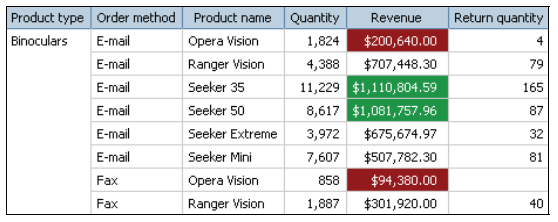 Product type Order method Product name Quantity Revenue Return quantity
Binoculars E-mail Opera Vision 1,824 $200,640.00 4
E-mail Ranger Vision 4,388 $707,448.30 79
E-mail Seeker 35 11,229 $1,110,804.59 165
E-mail Seeker 50 8,617 $1,081,757.96 87
E-mail Seeker Extreme 3,972 $675,674.97 32
E-mail Seeker Mini 7,607 $507,782.30 81
Fax Opera Vision 858 $94,380.00
Fax Ranger Vision 1,887 $301,920.00 40